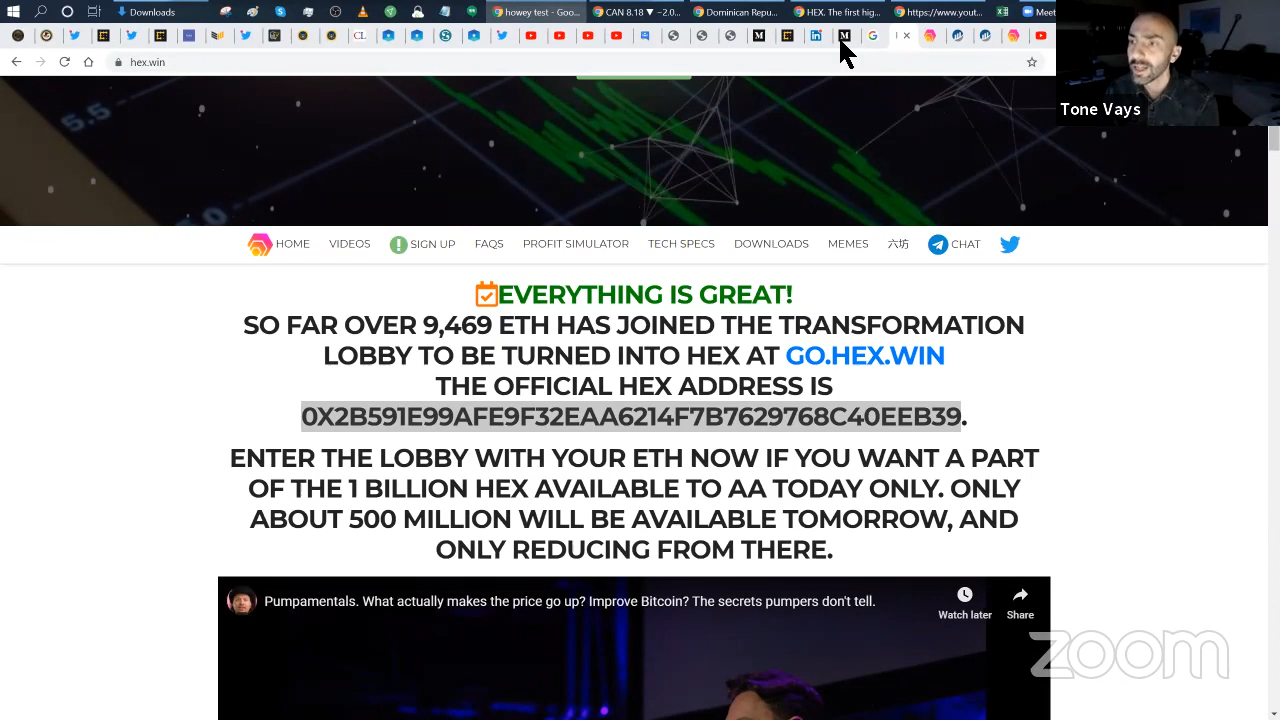 Downloads
howey test - Goo...
CAN 8.18 ▼ −2.0...
Dominican Repu...
HEX. The first hig...
https://www.yout...
Meet
CL
hex.win
Tone Vays
5.5
5.0
HOME
VIDEOS
SIGN UP
FAQS
PROFIT SIMULATOR
TECH SPECS
DOWNLOADS
MEMES
六坊
CHAT
EVERYTHING IS GREAT!
SO FAR OVER 9,469 ETH HAS JOINED THE TRANSFORMATION
LOBBY TO BE TURNED INTO HEX AT GO.HEX.WIN
THE OFFICIAL HEX ADDRESS IS
0X2B591E99AFE9F32EAA6214F7B7629768C40EEB39.
ENTER THE LOBBY WITH YOUR ETH NOW IF YOU WANT A PART
OF THE 1 BILLION HEX AVAILABLE TO AA TODAY ONLY. ONLY
ABOUT 500 MILLION WILL BE AVAILABLE TOMORROW, AND
ONLY REDUCING FROM THERE.
Pumpamentals. What actually makes the price go up? Improve Bitcoin? The secrets pumpers don't tell.
Watch later
Share
zoom